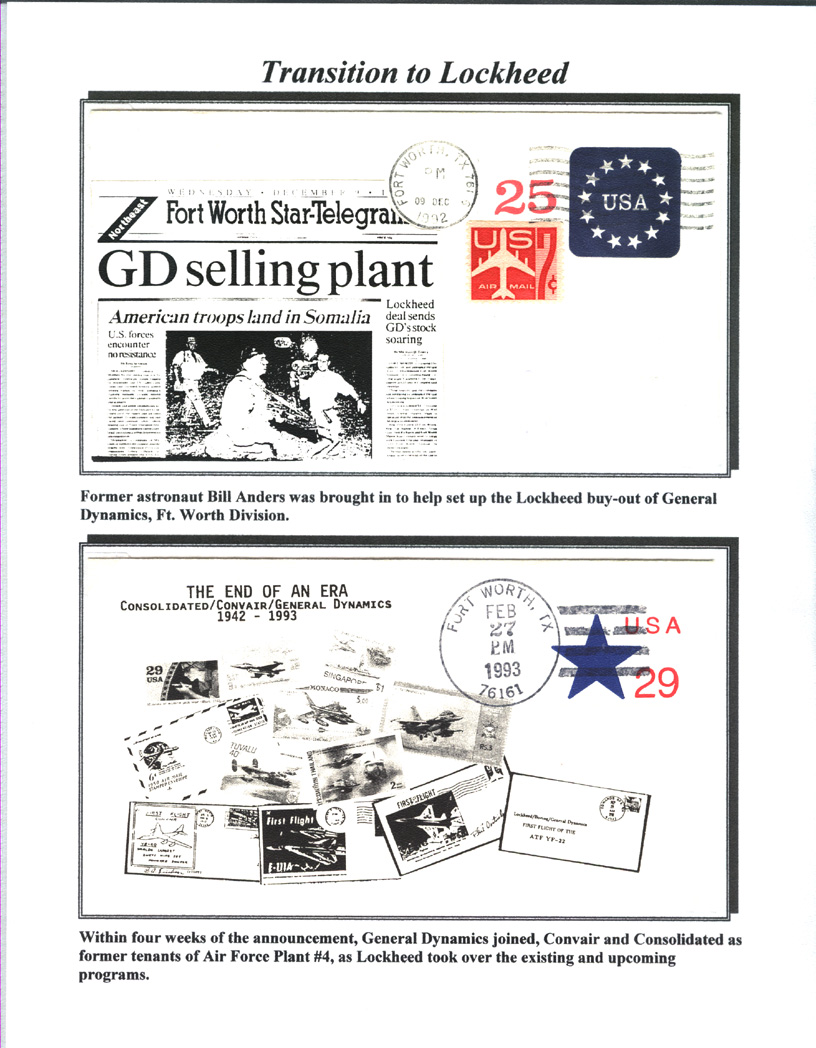 Transition to Lockheed
FORT WORTH, TX
PM
09 DEC
1992
25
USA
US
7¢
AIR MAIL
WEDNESDAY • DECEMBER
Northeast
Fort Worth Star-Telegram
GD selling plant
American troops land in Somalia
U.S. forces
encounter
no resistance
Lockheed
deal sends
GD's stock
soaring
Former astronaut Bill Anders was brought in to help set up the Lockheed buy-out of General
Dynamics, Ft. Worth Division.
THE END OF AN ERA
CONSOLIDATED/CONVAIR/GENERAL DYNAMICS
1942 - 1993
FORT WORTH, TX
FEB
27
PM
1993
76161
USA
29
29
USA
SINGAPORE
$1
MONACO
5.00
TUVALU
40
FIRST FLIGHT
First Flight
FIRST FLIGHT
Lockheed/Boeing/General Dynamics
FIRST FLIGHT OF THE
ATF YF-22
Within four weeks of the announcement, General Dynamics joined, Convair and Consolidated as
former tenants of Air Force Plant #4, as Lockheed took over the existing and upcoming
programs.